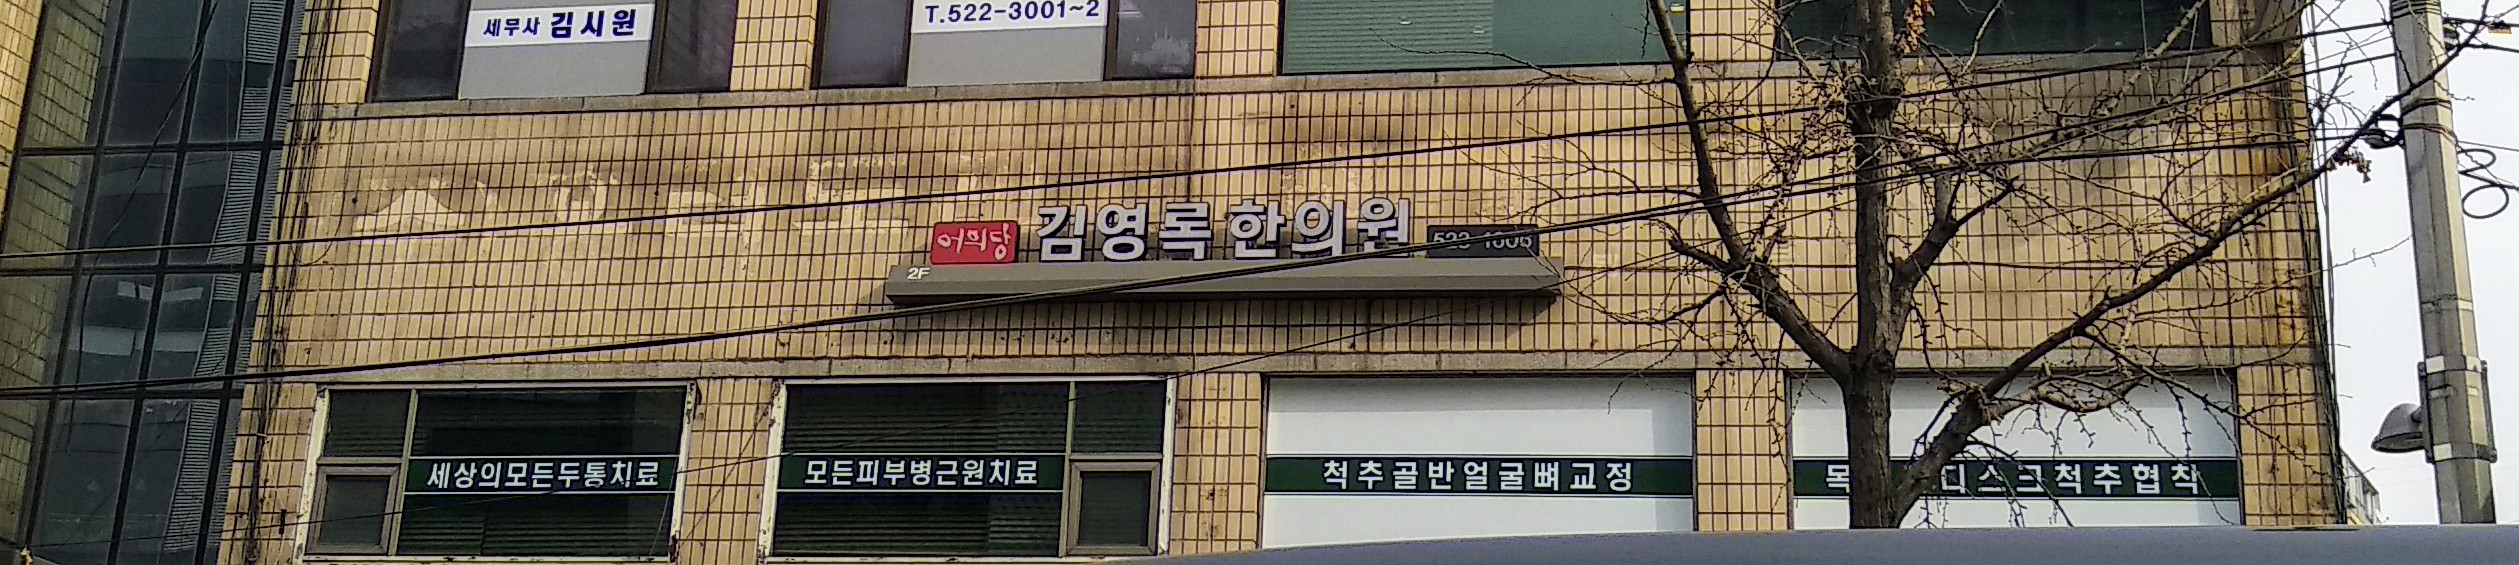 세무사 김시원
T.522-3001~2
어의당 김영록한의원
2F
세상의모든두통치료
모든피부병근원치료
척추골반얼굴뼈교정
목 디스크척추협착